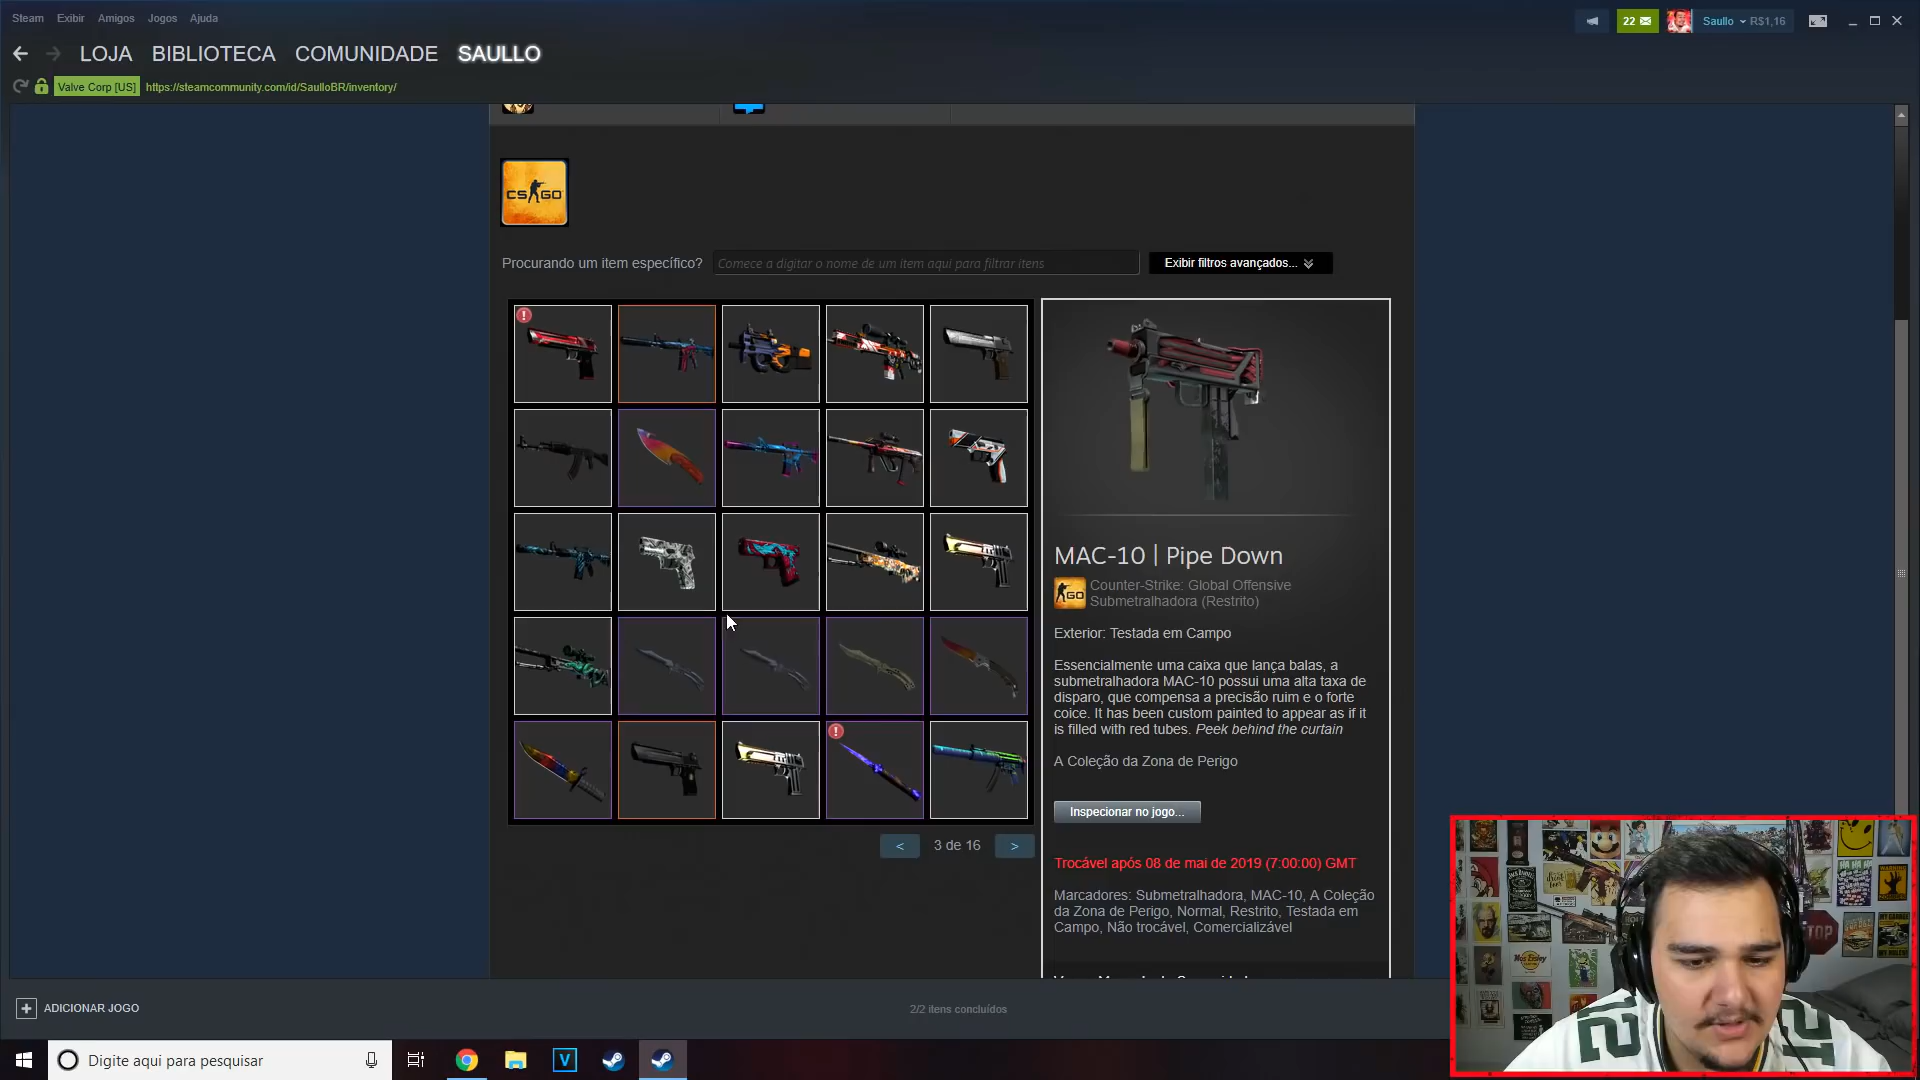 Steam Exibir Amigos Jogos Ajuda
22 Saullo R$1,16
LOJA BIBLIOTECA COMUNIDADE SAULLO
Valve Corp [US] https://steamcommunity.com/id/SaulloBR/inventory/
CS GO
Procurando um item específico? Comece a digitar o nome de um item aqui para filtrar itens Exibir filtros avançados...
MAC-10 | Pipe Down
Counter-Strike: Global Offensive
Submetralhadora (Restrito)
Exterior: Testada em Campo
Essencialmente uma caixa que lança balas, a
submetralhadora MAC-10 possui uma alta taxa de
disparo, que compensa a precisão ruim e o forte
coice. It has been custom painted to appear as if it
is filled with red tubes. Peek behind the curtain
A Coleção da Zona de Perigo
Inspecionar no jogo...
< 3 de 16 >
Trocável após 08 de mai de 2019 (7:00:00) GMT
Marcadores: Submetralhadora, MAC-10, A Coleção
da Zona de Perigo, Normal, Restrito, Testada em
Campo, Não trocável, Comercializável
ADICIONAR JOGO
2/2 itens concluídos
Digite aqui para pesquisar
STOP
12